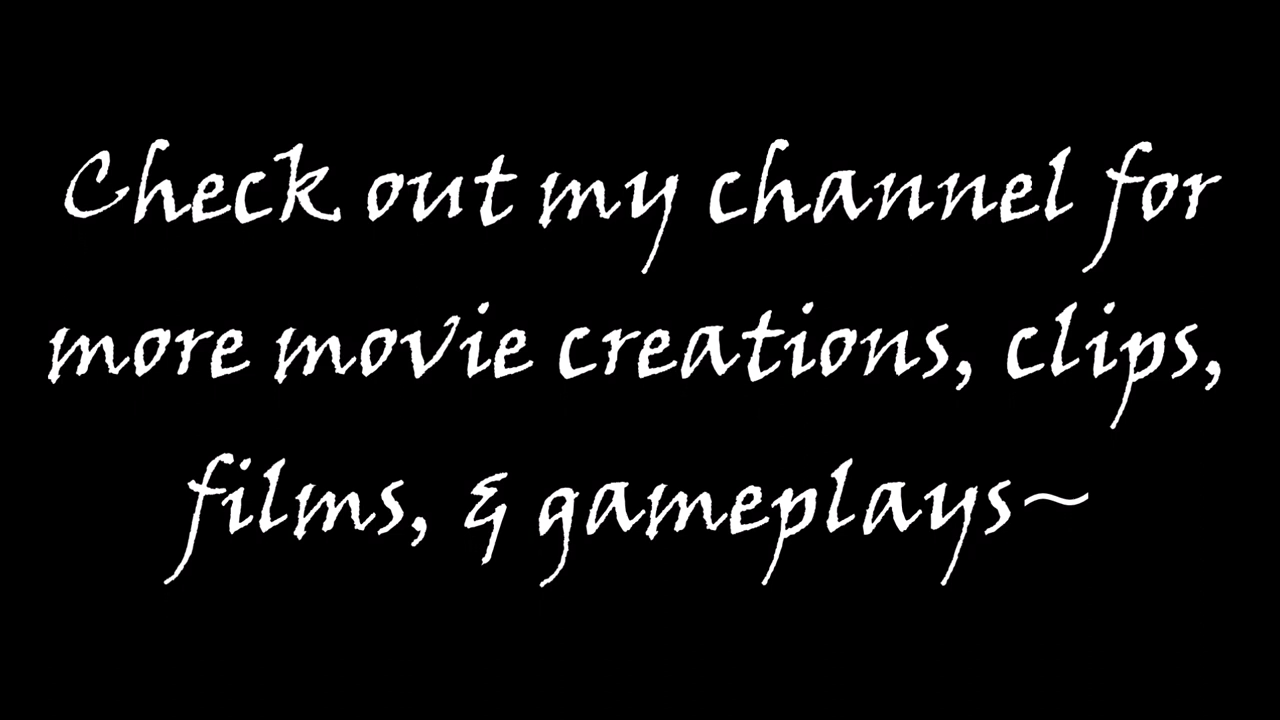 Check out my channel for
more movie creations, clips,
films, & gameplays~